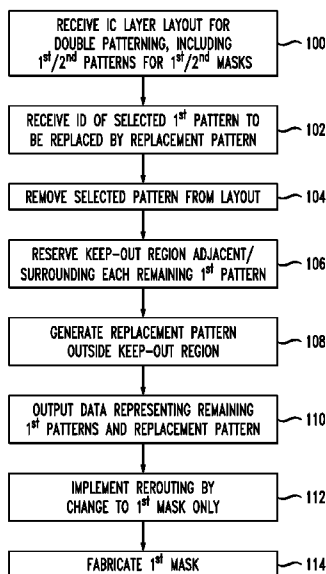 RECEIVE IC LAYER LAYOUT FOR
DOUBLE PATTERNING, INCLUDING
1st/2nd PATTERNS FOR 1st/2nd MASKS
100
RECEIVE ID OF SELECTED 1st PATTERN TO
BE REPLACED BY REPLACEMENT PATTERN
102
REMOVE SELECTED PATTERN FROM LAYOUT
104
RESERVE KEEP-OUT REGION ADJACENT/
SURROUNDING EACH REMAINING 1st PATTERN
106
GENERATE REPLACEMENT PATTERN
OUTSIDE KEEP-OUT REGION
108
OUTPUT DATA REPRESENTING REMAINING
1st PATTERNS AND REPLACEMENT PATTERN
110
IMPLEMENT REROUTING BY
CHANGE TO 1st MASK ONLY
112
FABRICATE 1st MASK
114